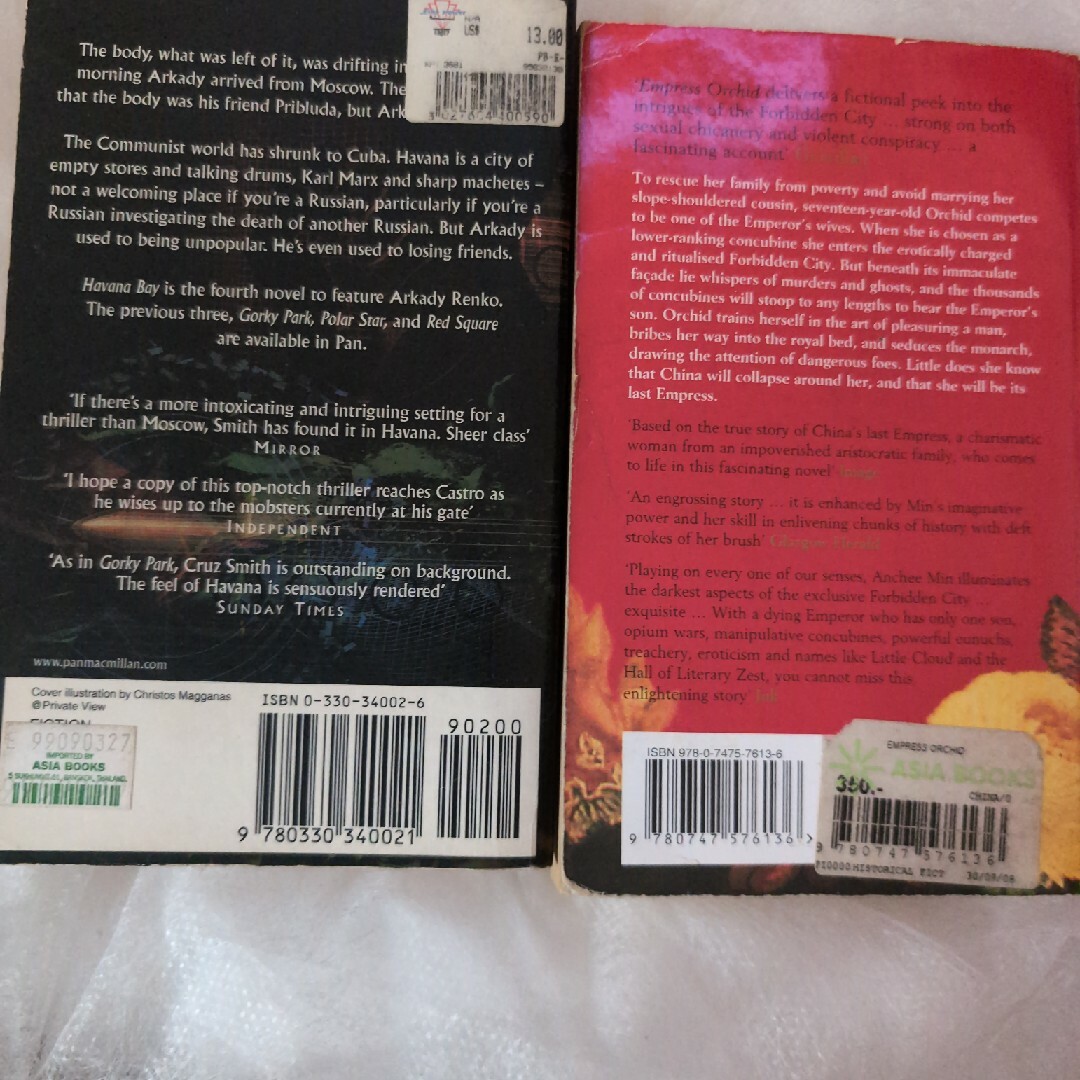 The body, what was left of it, was drifting in
morning Arkady arrived from Moscow. The
that the body was his friend Pribluda, but Ark
US$ 13.00
The Communist world has shrunk to Cuba. Havana is a city of
empty stores and talking drums, Karl Marx and sharp machetes –
not a welcoming place if you're a Russian, particularly if you're a
Russian investigating the death of another Russian. But Arkady is
used to being unpopular. He's even used to losing friends.
Havana Bay is the fourth novel to feature Arkady Renko.
The previous three, Gorky Park, Polar Star, and Red Square
are available in Pan.
'If there's a more intoxicating and intriguing setting for a
thriller than Moscow, Smith has found it in Havana. Sheer class'
MIRROR
'I hope a copy of this top-notch thriller reaches Castro as
he wises up to the mobsters currently at his gate'
INDEPENDENT
'As in Gorky Park, Cruz Smith is outstanding on background.
The feel of Havana is sensuously rendered'
SUNDAY TIMES
www.panmacmillan.com
Cover illustration by Christos Magganas
@Private View
FICTION
99090327
IMPORTED BY
ASIA BOOKS
ISBN 0-330-34002-6
90200
9 780330 340021
'Empress Orchid delivers a fictional peek into the
intrigues of the Forbidden City ... strong on both
sexual chicanery and violent conspiracy ... a
fascinating account'
To rescue her family from poverty and avoid marrying her
slope-shouldered cousin, seventeen-year-old Orchid competes
to be one of the Emperor's wives. When she is chosen as a
lower-ranking concubine she enters the erotically charged
and ritualised Forbidden City. But beneath its immaculate
façade lie whispers of murders and ghosts, and the thousands
of concubines will stoop to any lengths to bear the Emperor's
son. Orchid trains herself in the art of pleasuring a man,
bribes her way into the royal bed, and seduces the monarch,
drawing the attention of dangerous foes. Little does she know
that China will collapse around her, and that she will be its
last Empress.
'Based on the true story of China's last Empress, a charismatic
woman from an impoverished aristocratic family, who comes
to life in this fascinating novel' Image
'An engrossing story ... it is enhanced by Min's imaginative
power and her skill in enlivening chunks of history with deft
strokes of her brush' Glasgow Herald
'Playing on every one of our senses, Anchee Min illuminates
the darkest aspects of the exclusive Forbidden City ...
exquisite ... With a dying Emperor who has only one son,
opium wars, manipulative concubines, powerful eunuchs,
treachery, eroticism and names like Little Cloud and the
Hall of Literary Zest, you cannot miss this
enlightening story'
ISBN 978-0-7475-7613-6
9 780747 576136 >
EMPRESS ORCHID
ASIA BOOKS
350.-
CHINA/O
9 780747 576136
HISTORICAL FICT 30/08/06